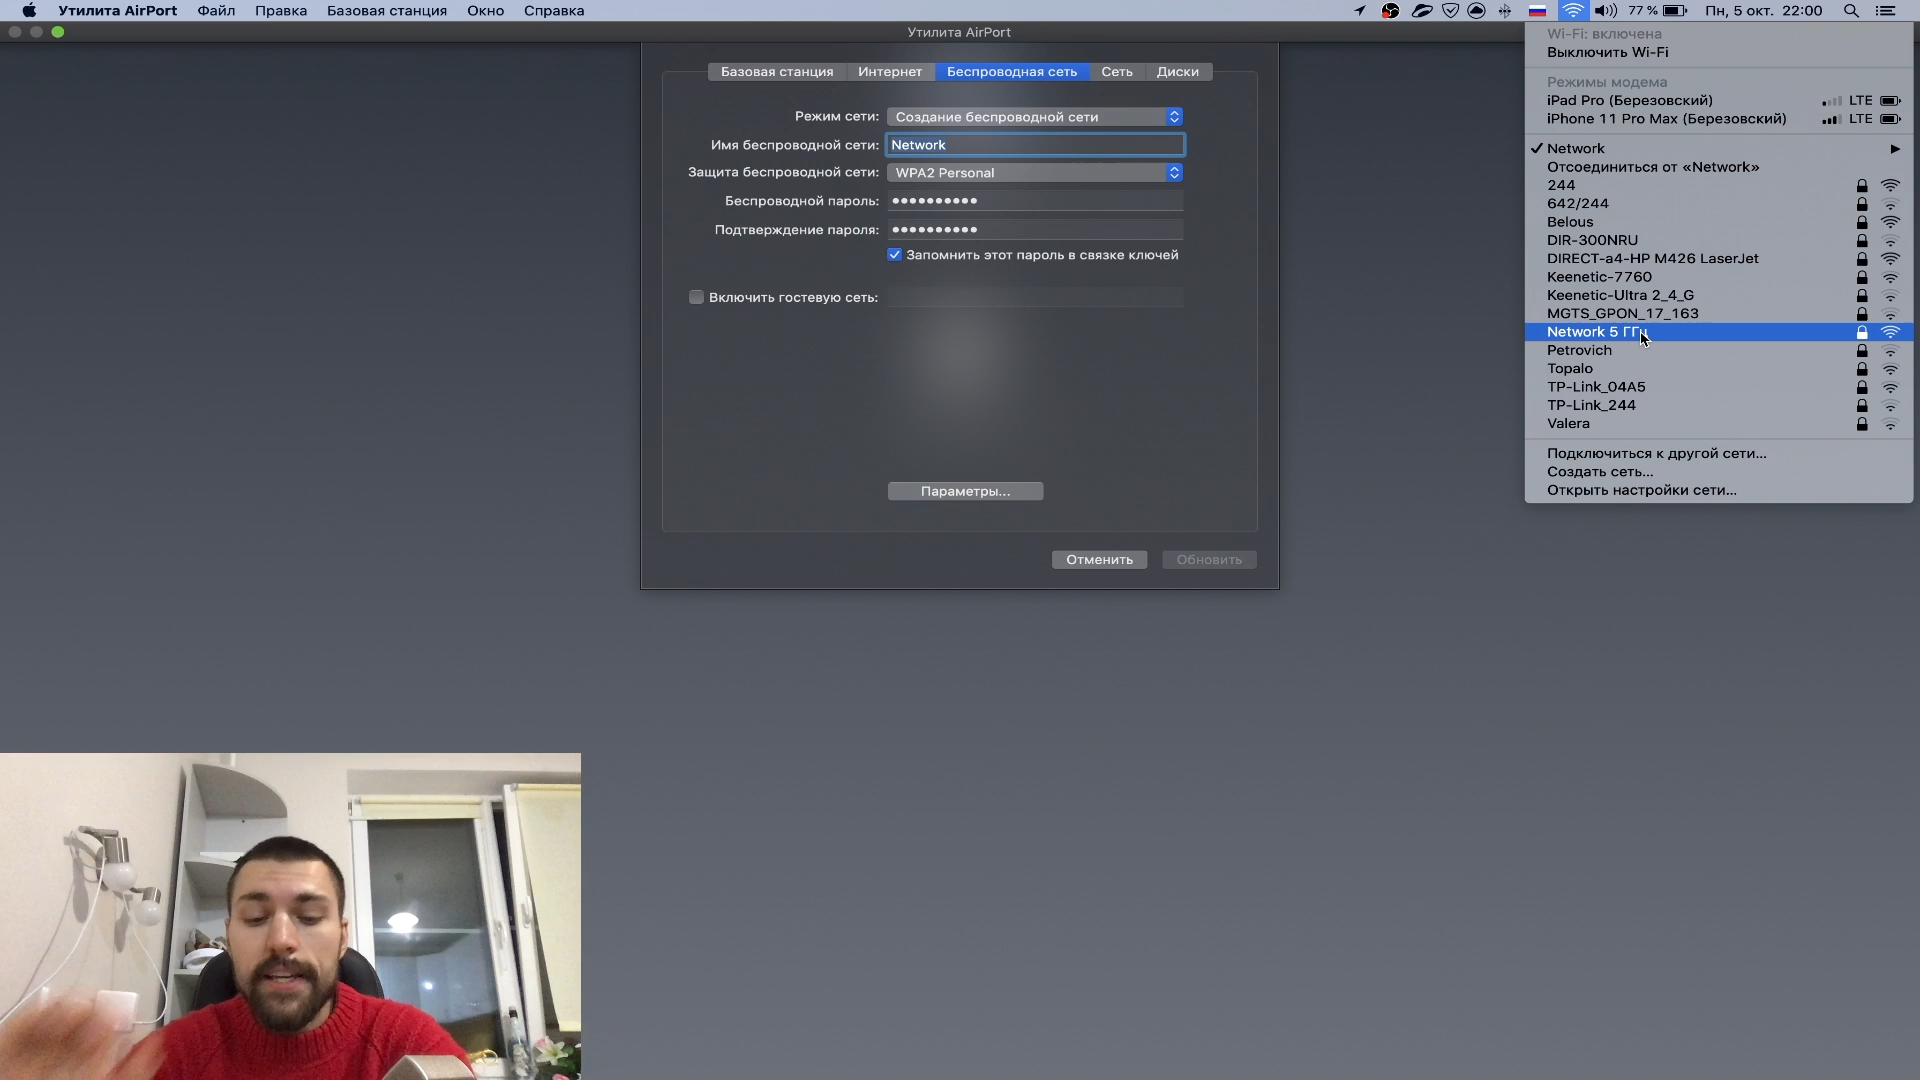 Утилита AirPort Файл Правка Базовая станция Окно Справка 77 % Пн, 5 окт. 22:00
Утилита AirPort
Базовая станция Интернет Беспроводная сеть Сеть Диски
Режим сети: Создание беспроводной сети
Имя беспроводной сети: Network
Защита беспроводной сети: WPA2 Personal
Беспроводной пароль: ••••••••••
Подтверждение пароля: ••••••••••
Запомнить этот пароль в связке ключей
Включить гостевую сеть:
Параметры...
Отменить Обновить
Wi-Fi: включена
Выключить Wi-Fi
Режимы модема
iPad Pro (Березовский) LTE
iPhone 11 Pro Max (Березовский) LTE
Network
Отсоединиться от «Network»
244
642/244
Belous
DIR-300NRU
DIRECT-a4-HP M426 LaserJet
Keenetic-7760
Keenetic-Ultra 2_4_G
MGTS_GPON_17_163
Network 5 ГГц
Petrovich
Topalo
TP-Link_04A5
TP-Link_244
Valera
Подключиться к другой сети...
Создать сеть...
Открыть настройки сети...